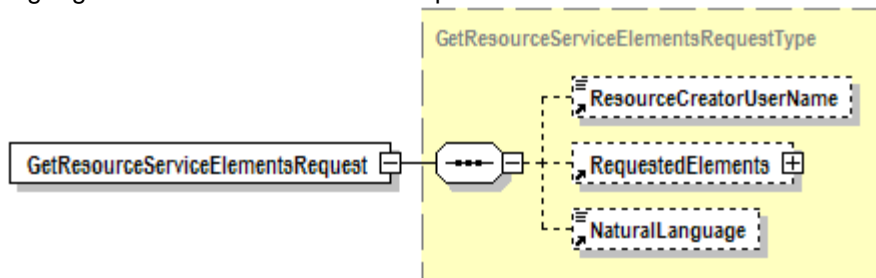 GetResourceServiceElementsRequestType
ResourceCreatorUserName
GetResourceServiceElementsRequest
RequestedElements
NaturalLanguage